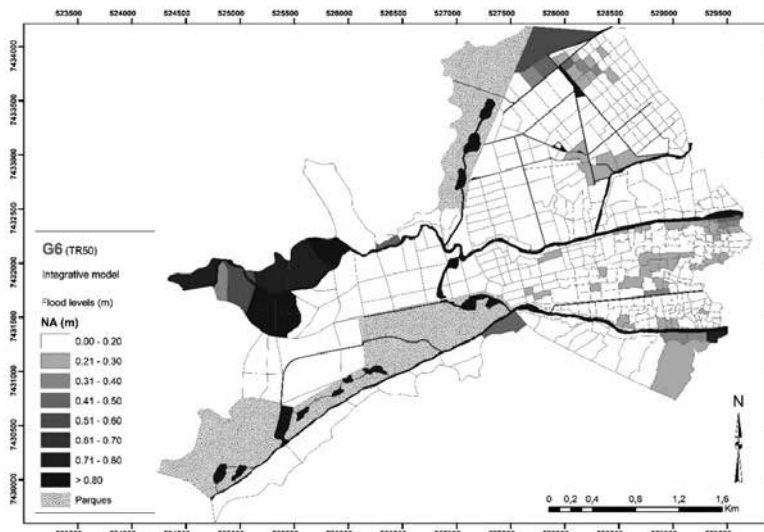 523500 524000 524500 525000 525500 526000 526500 527000 527500 528000 528500 529000 529500
7434000
7433500
7433000
7432500
7432000
7431500
7431000
7430500
7430000
G6 (TR50)
Integrative model
Flood levels (m)
NA (m)
0.00 - 0.20
0.21 - 0.30
0.31 - 0.40
0.41 - 0.50
0.51 - 0.60
0.61 - 0.70
0.71 - 0.80
> 0.80
Parques
N
0 0,2 0,4 0,8 1,2 1,6
Km